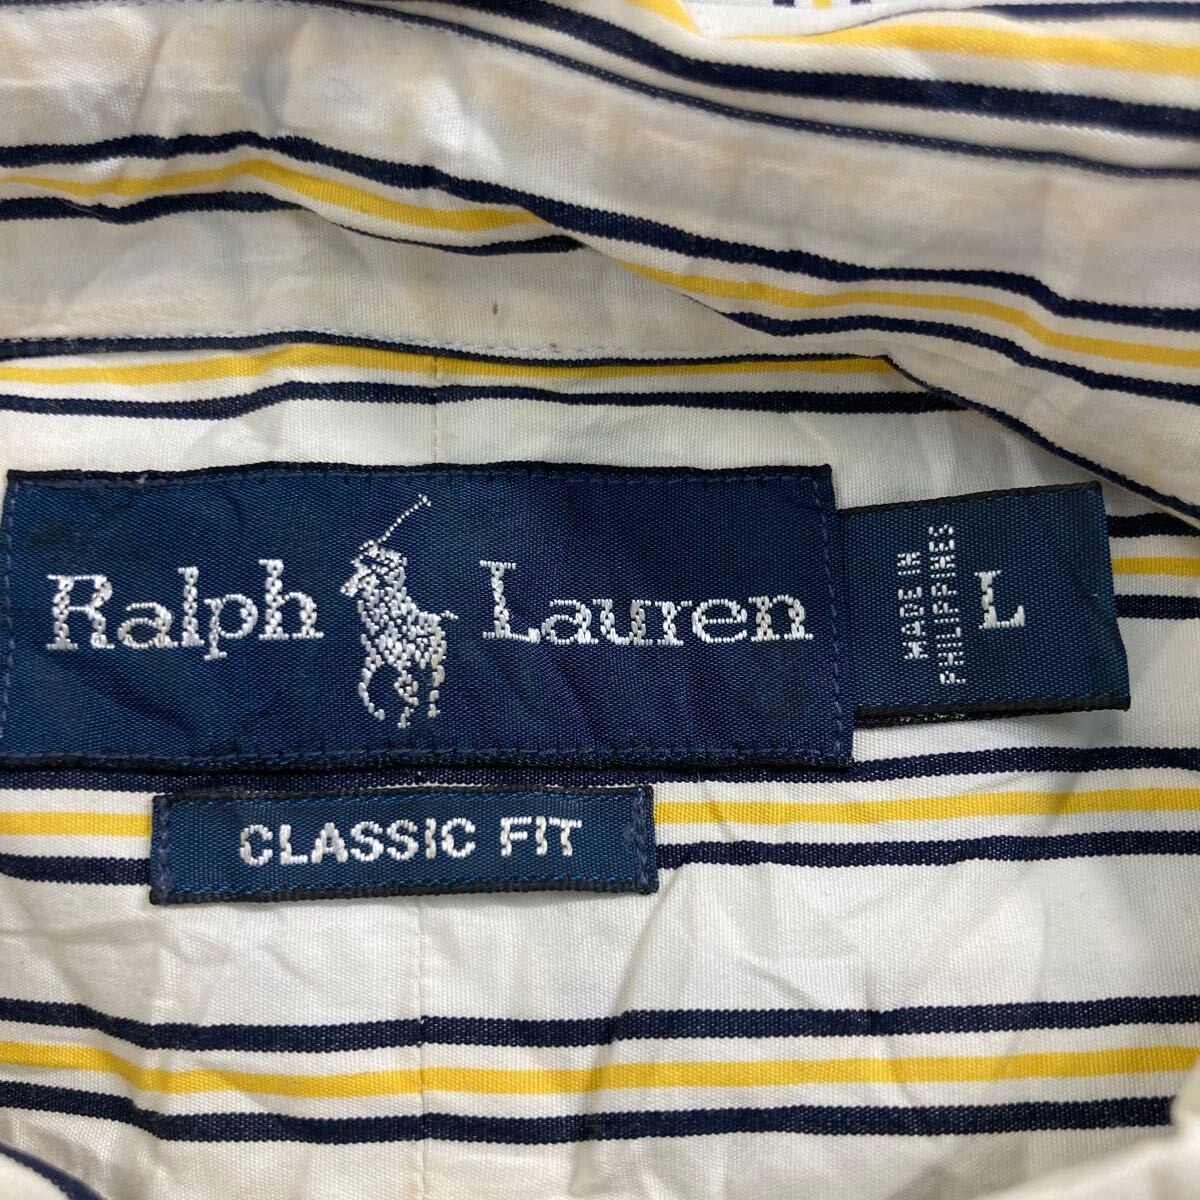 Ralph Lauren
MADE IN
PHILIPPINES
L
CLASSIC FIT